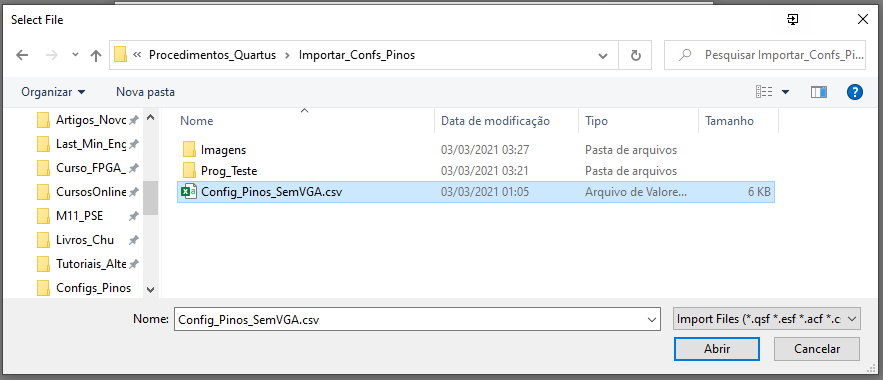 Select File
« Procedimentos_Quartus > Importar_Confs_Pinos
Pesquisar Importar_Confs_Pi...
Organizar
Nova pasta
Artigos_Novo
Last_Min_Eng
Curso_FPGA_
CursosOnline
M11_PSE
Livros_Chu
Tutoriais_Alte
Configs_Pinos
Nome Data de modificação Tipo Tamanho
Imagens 03/03/2021 03:27 Pasta de arquivos
Prog_Teste 03/03/2021 03:21 Pasta de arquivos
Config_Pinos_SemVGA.csv 03/03/2021 01:05 Arquivo de Valore... 6 KB
Nome: Config_Pinos_SemVGA.csv Import Files (*.qsf *.esf *.acf *.c
Abrir Cancelar